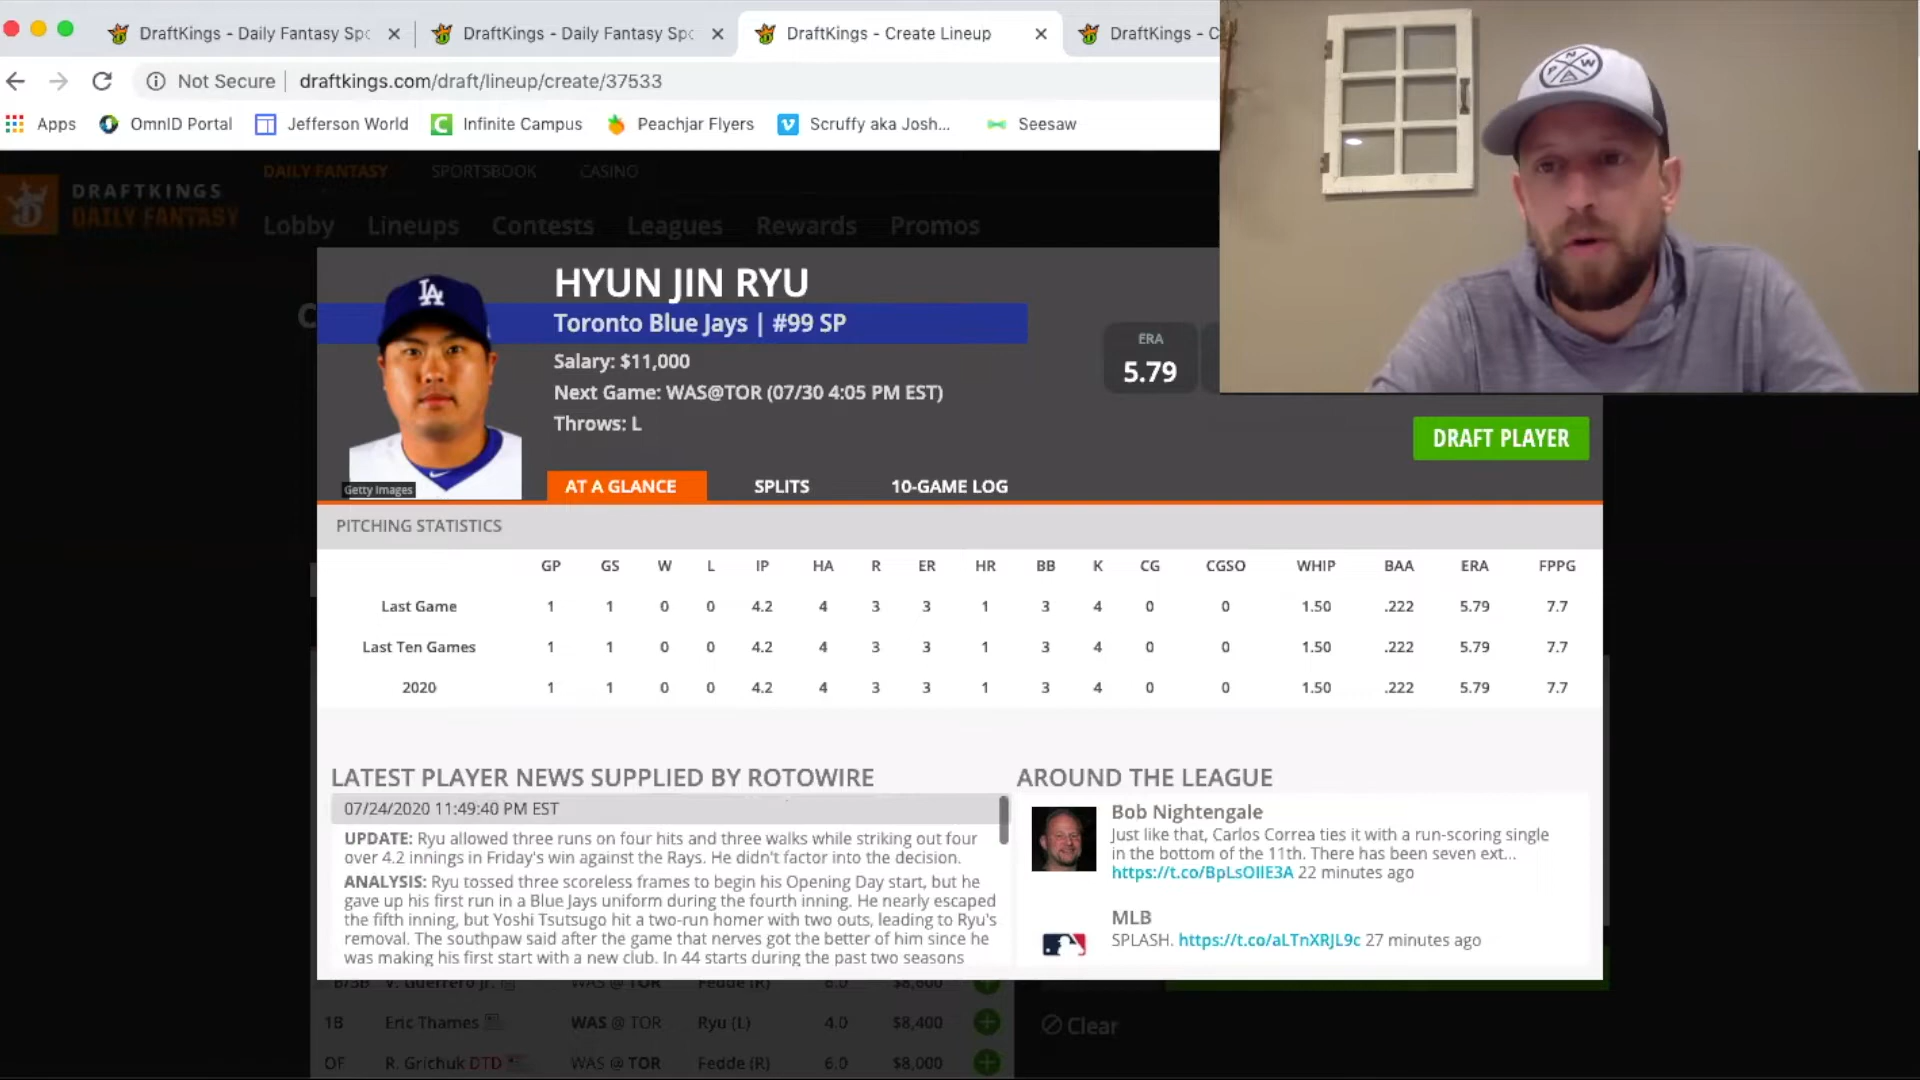 DraftKings - Daily Fantasy Spo
DraftKings - Daily Fantasy Spo
DraftKings - Create Lineup
DraftKings - C
Not Secure
draftkings.com/draft/lineup/create/37533
Apps
OmnID Portal
Jefferson World
Infinite Campus
Peachjar Flyers
Scruffy aka Josh...
Seesaw
DAILY FANTASY
SPORTSBOOK
CASINO
DRAFTKINGS
DAILY FANTASY
Lobby
Lineups
Contests
Leagues
Rewards
Promos
HYUN JIN RYU
Toronto Blue Jays | #99 SP
Salary: $11,000
Next Game: WAS@TOR (07/30 4:05 PM EST)
Throws: L
ERA
5.79
Getty Images
DRAFT PLAYER
AT A GLANCE
SPLITS
10-GAME LOG
PITCHING STATISTICS
GP GS W L IP HA R ER HR BB K CG CGSO WHIP BAA ERA FPPG
Last Game 1 1 0 0 4.2 4 3 3 1 3 4 0 0 1.50 .222 5.79 7.7
Last Ten Games 1 1 0 0 4.2 4 3 3 1 3 4 0 0 1.50 .222 5.79 7.7
2020 1 1 0 0 4.2 4 3 3 1 3 4 0 0 1.50 .222 5.79 7.7
LATEST PLAYER NEWS SUPPLIED BY ROTOWIRE
07/24/2020 11:49:40 PM EST
UPDATE: Ryu allowed three runs on four hits and three walks while striking out four
over 4.2 innings in Friday's win against the Rays. He didn't factor into the decision.
ANALYSIS: Ryu tossed three scoreless frames to begin his Opening Day start, but he
gave up his first run in a Blue Jays uniform during the fourth inning. He nearly escaped
the fifth inning, but Yoshi Tsutsugo hit a two-run homer with two outs, leading to Ryu's
removal. The southpaw said after the game that nerves got the better of him since he
was making his first start with a new club. In 44 starts during the past two seasons
AROUND THE LEAGUE
Bob Nightengale
Just like that, Carlos Correa ties it with a run-scoring single
in the bottom of the 11th. There has been seven ext...
https://t.co/BpLsOIlE3A 22 minutes ago
MLB
SPLASH. https://t.co/aLTnXRJL9c 27 minutes ago
V. Guerrero Jr. WAS @ TOR Fedde (R) $8,600
1B Eric Thames WAS @ TOR Ryu (L) 4.0 $8,400
OF R. Grichuk DTD WAS @ TOR Fedde (R) 6.0 $8,000
Clear